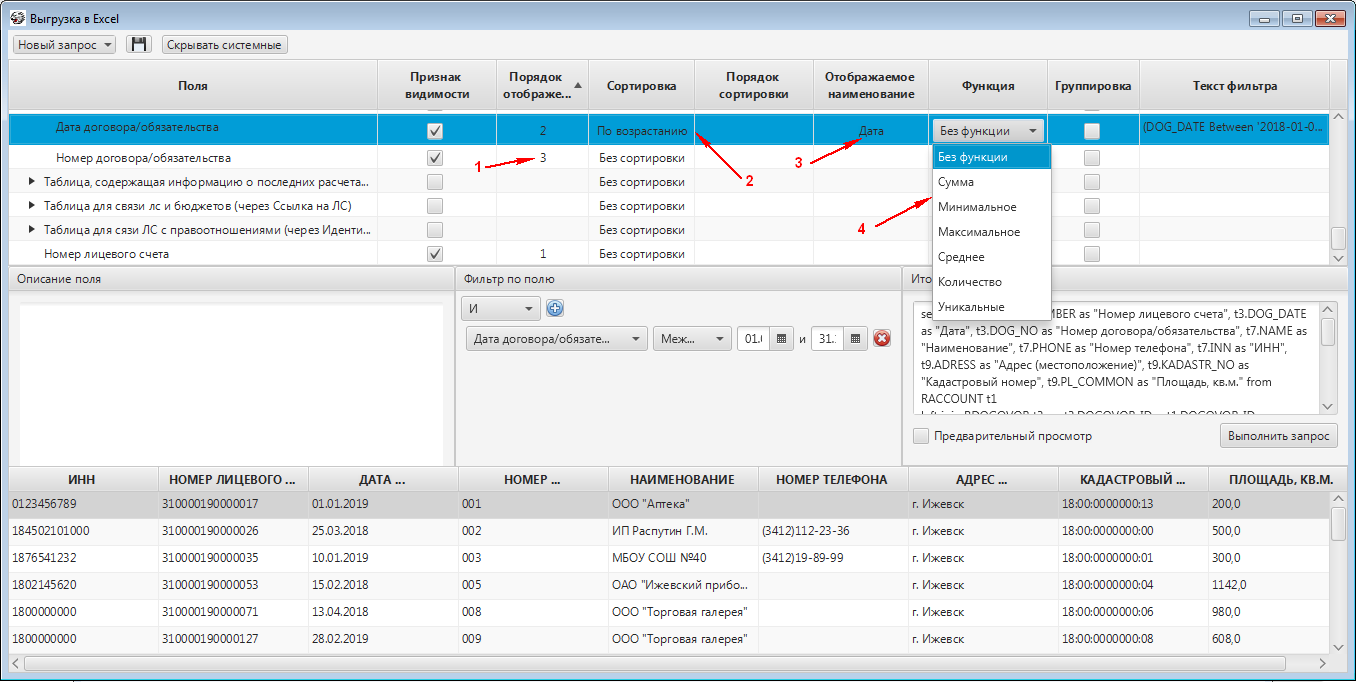 Выгрузка в Excel
Новый запрос
Скрывать системные
Поля
Признак видимости
Порядок отображе...
Сортировка
Порядок сортировки
Отображаемое наименование
Функция
Группировка
Текст фильтра
Дата договора/обязательства 2 По возрастанию Дата Без функции (DOG_DATE Between '2018-01-0...
Номер договора/обязательства 3 Без сортировки
Таблица, содержащая информацию о последних расчета... Без сортировки
Таблица для связи лс и бюджетов (через Ссылка на ЛС) Без сортировки
Таблица для сязи ЛС с правоотношениями (через Иденти... Без сортировки
Номер лицевого счета 1 Без сортировки
1
2
3
4
Без функции
Сумма
Минимальное
Максимальное
Среднее
Количество
Уникальные
Описание поля
Фильтр по полю
И
Дата договора/обязате... Меж... 01. и 31.
Ито
se MBER as "Номер лицевого счета", t3.DOG_DATE
as "Дата", t3.DOG_NO as "Номер договора/обязательства", t7.NAME as
"Наименование", t7.PHONE as "Номер телефона", t7.INN as "ИНН",
t9.ADRESS as "Адрес (местоположение)", t9.KADASTR_NO as
"Кадастровый номер", t9.PL_COMMON as "Площадь, кв.м." from
RACCOUNT t1
Предварительный просмотр
Выполнить запрос
ИНН НОМЕР ЛИЦЕВОГО ... ДАТА ... НОМЕР ... НАИМЕНОВАНИЕ НОМЕР ТЕЛЕФОНА АДРЕС ... КАДАСТРОВЫЙ ... ПЛОЩАДЬ, КВ.М.
0123456789 310000190000017 01.01.2019 001 ООО "Аптека" г. Ижевск 18:00:0000000:13 200,0
184502101000 310000190000026 25.03.2018 002 ИП Распутин Г.М. (3412)112-23-36 г. Ижевск 18:00:0000000:00 500,0
1876541232 310000190000035 10.01.2019 003 МБОУ СОШ №40 (3412)19-89-99 г. Ижевск 18:00:0000000:01 300,0
1802145620 310000190000053 15.02.2018 005 ОАО "Ижевский прибо... г. Ижевск 18:00:0000000:04 1142,0
1800000000 310000190000071 13.04.2018 008 ООО "Торговая галерея" г. Ижевск 18:00:0000000:06 980,0
1800000000 310000190000127 28.02.2019 009 ООО "Торговая галерея" г. Ижевск 18:00:0000000:08 608,0